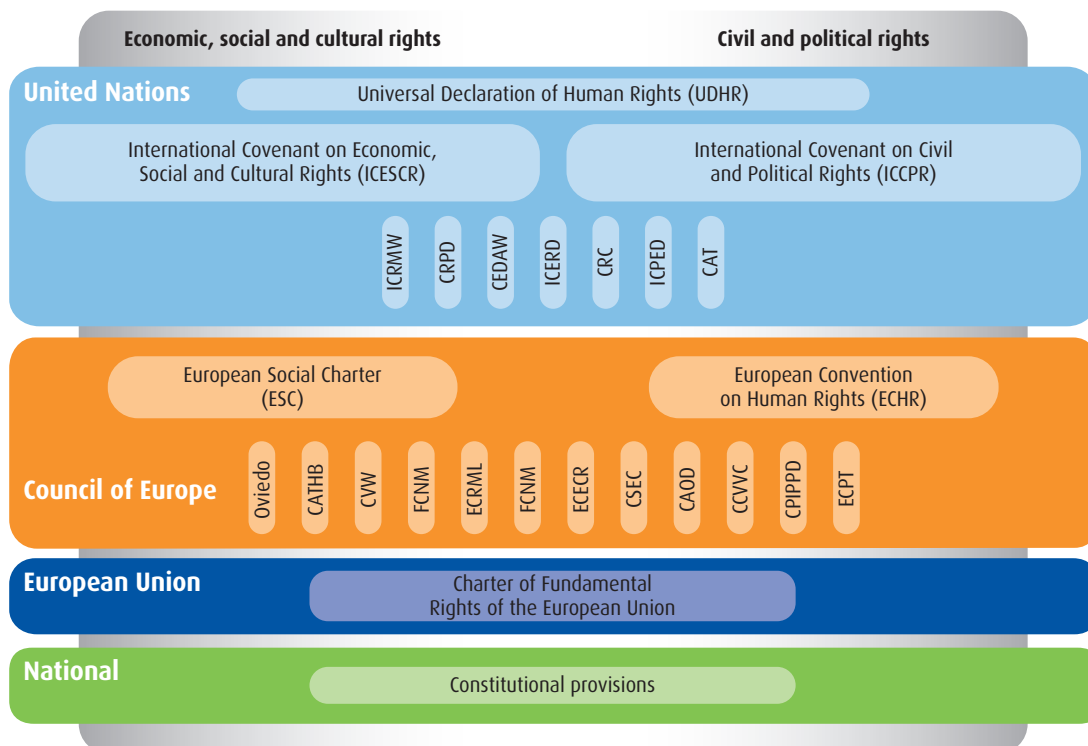 Economic, social and cultural rights
Civil and political rights
United Nations
Universal Declaration of Human Rights (UDHR)
International Covenant on Economic,
Social and Cultural Rights (ICESCR)
International Covenant on Civil
and Political Rights (ICCPR)
ICRMW
CRPD
CEDAW
ICERD
CRC
ICPED
CAT
European Social Charter
(ESC)
European Convention
on Human Rights (ECHR)
Council of Europe
Oviedo
CATHB
CVW
FCNM
ECRML
FCNM
ECECR
CSEC
CAOD
CCVVC
CPIPPD
ECPT
European Union
Charter of Fundamental
Rights of the European Union
National
Constitutional provisions